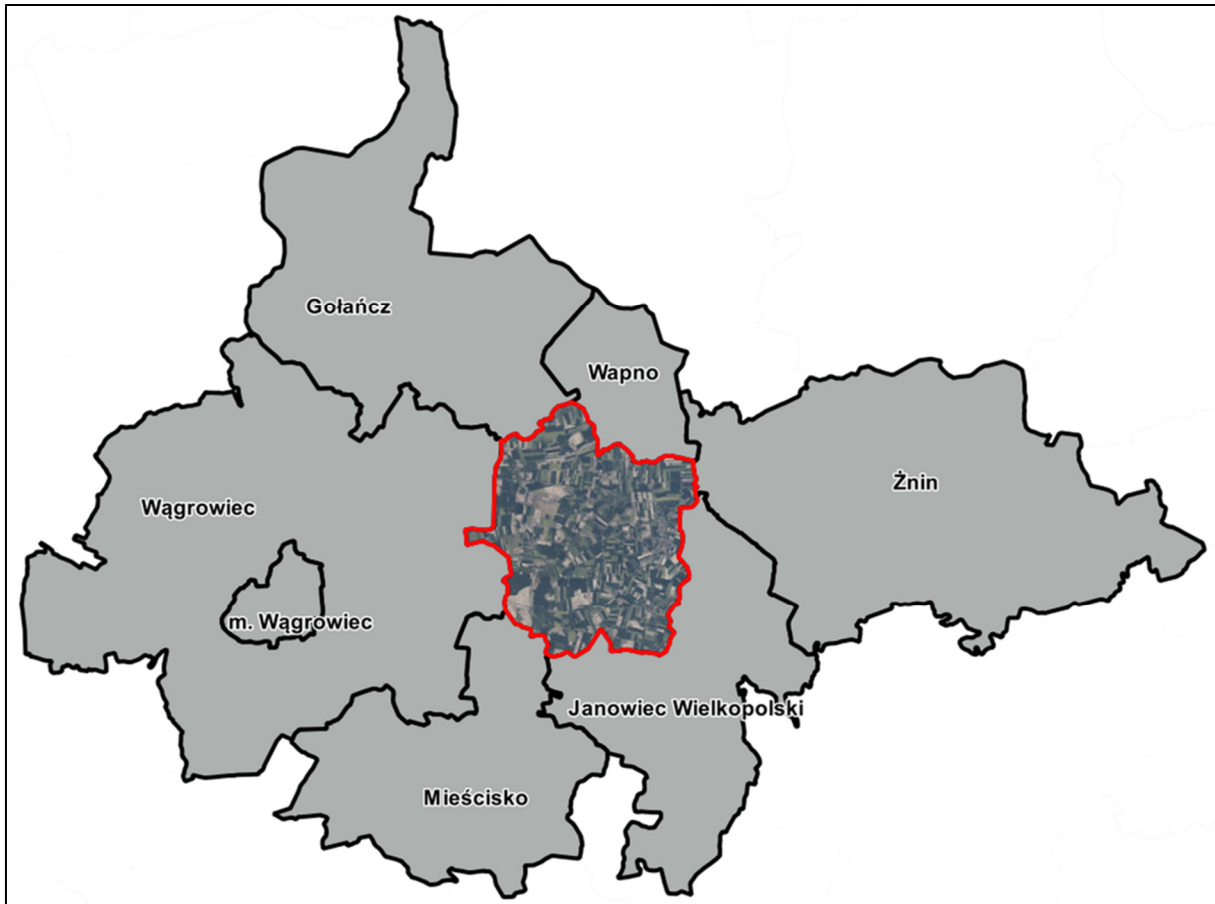 Gołańcz
Wapno
Żnin
Wągrowiec
m. Wągrowiec
Janowiec Wielkopolski
Mieścisko